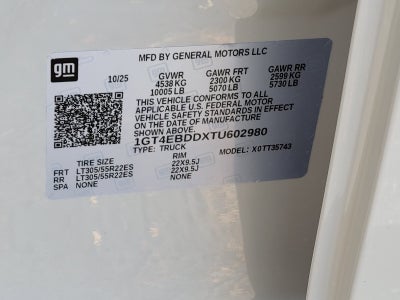 gm
MFD BY GENERAL MOTORS LLC
10/25 GVWR GAWR FRT GAWR RR
4538 KG 2300 KG 2599 KG
10005 LB 5070 LB 5730 LB
THIS VEHICLE CONFORMS TO ALL
APPLICABLE U.S. FEDERAL MOTOR
VEHICLE SAFETY STANDARDS IN EFFECT
ON THE DATE OF MANUFACTURE
1GT4EBDDXTU602980
TYPE: TRUCK MODEL: X0TT35743
TIRE SIZE RIM
FRT LT305/55R22ES 22X9.5J
RR LT305/55R22ES 22X9.5J
SPA NONE NONE